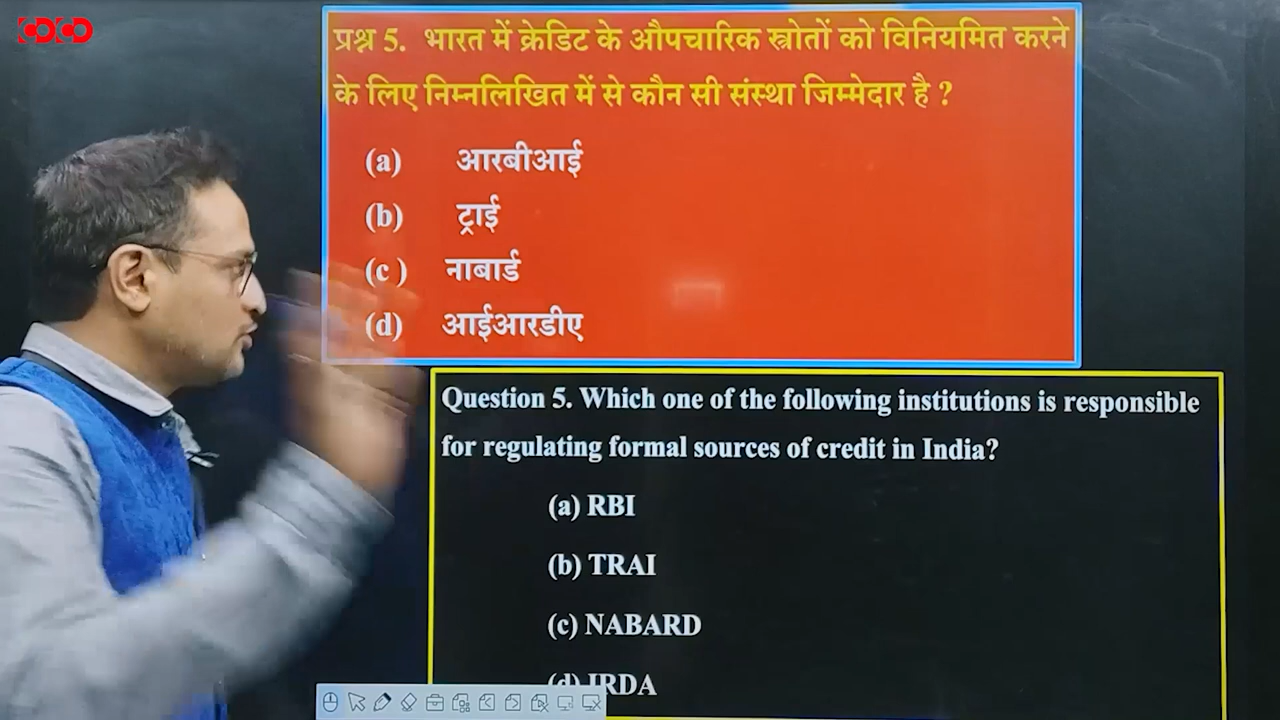 COCO
प्रश्न 5. भारत में क्रेडिट के औपचारिक स्त्रोतों को विनियमित करने
के लिए निम्नलिखित में से कौन सी संस्था जिम्मेदार है ?
(a) आरबीआई
(b) ट्राई
(c ) नाबार्ड
(d) आईआरडीए
Question 5. Which one of the following institutions is responsible
for regulating formal sources of credit in India?
(a) RBI
(b) TRAI
(c) NABARD
(d) IRDA